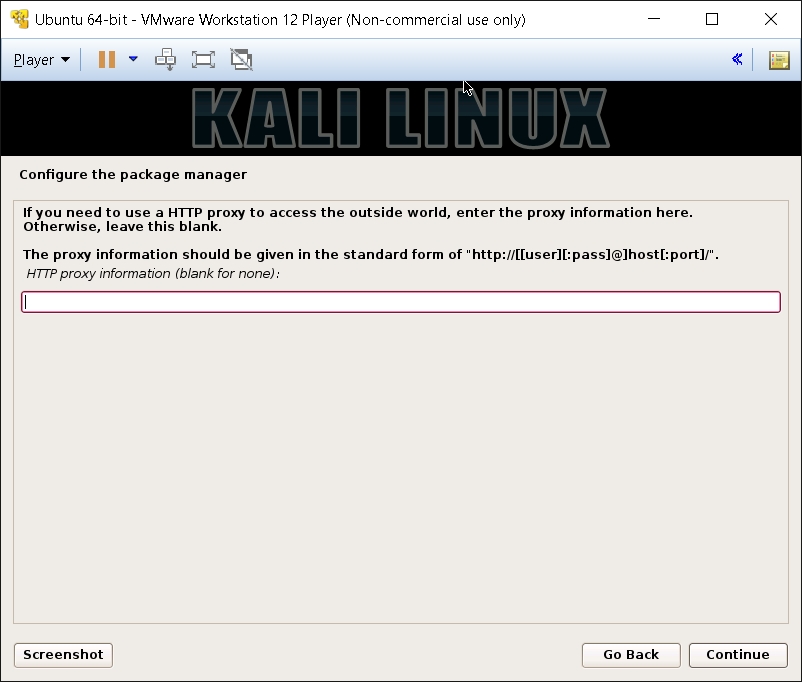 Ubuntu 64-bit - VMware Workstation 12 Player (Non-commercial use only)
Player
KALI LINUX
Configure the package manager
If you need to use a HTTP proxy to access the outside world, enter the proxy information here.
Otherwise, leave this blank.
The proxy information should be given in the standard form of "http://[[user][:pass]@]host[:port]/".
HTTP proxy information (blank for none):
Screenshot
Go Back
Continue